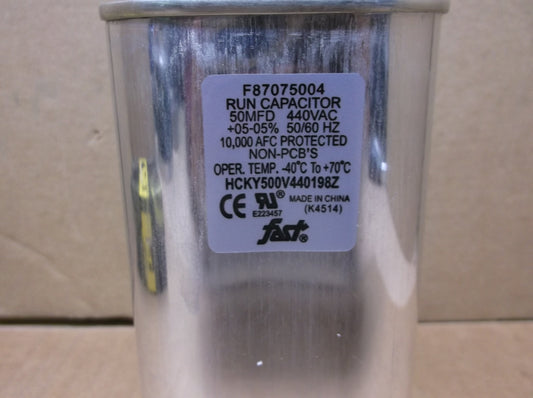 F87075004
RUN CAPACITOR
50MFD 440VAC
+05-05% 50/60 HZ
10,000 AFC PROTECTED
NON-PCB'S
OPER. TEMP. -40°C To +70°C
HCKY500V440198Z
CE RU® MADE IN CHINA
E223457 (K4514)
fast®